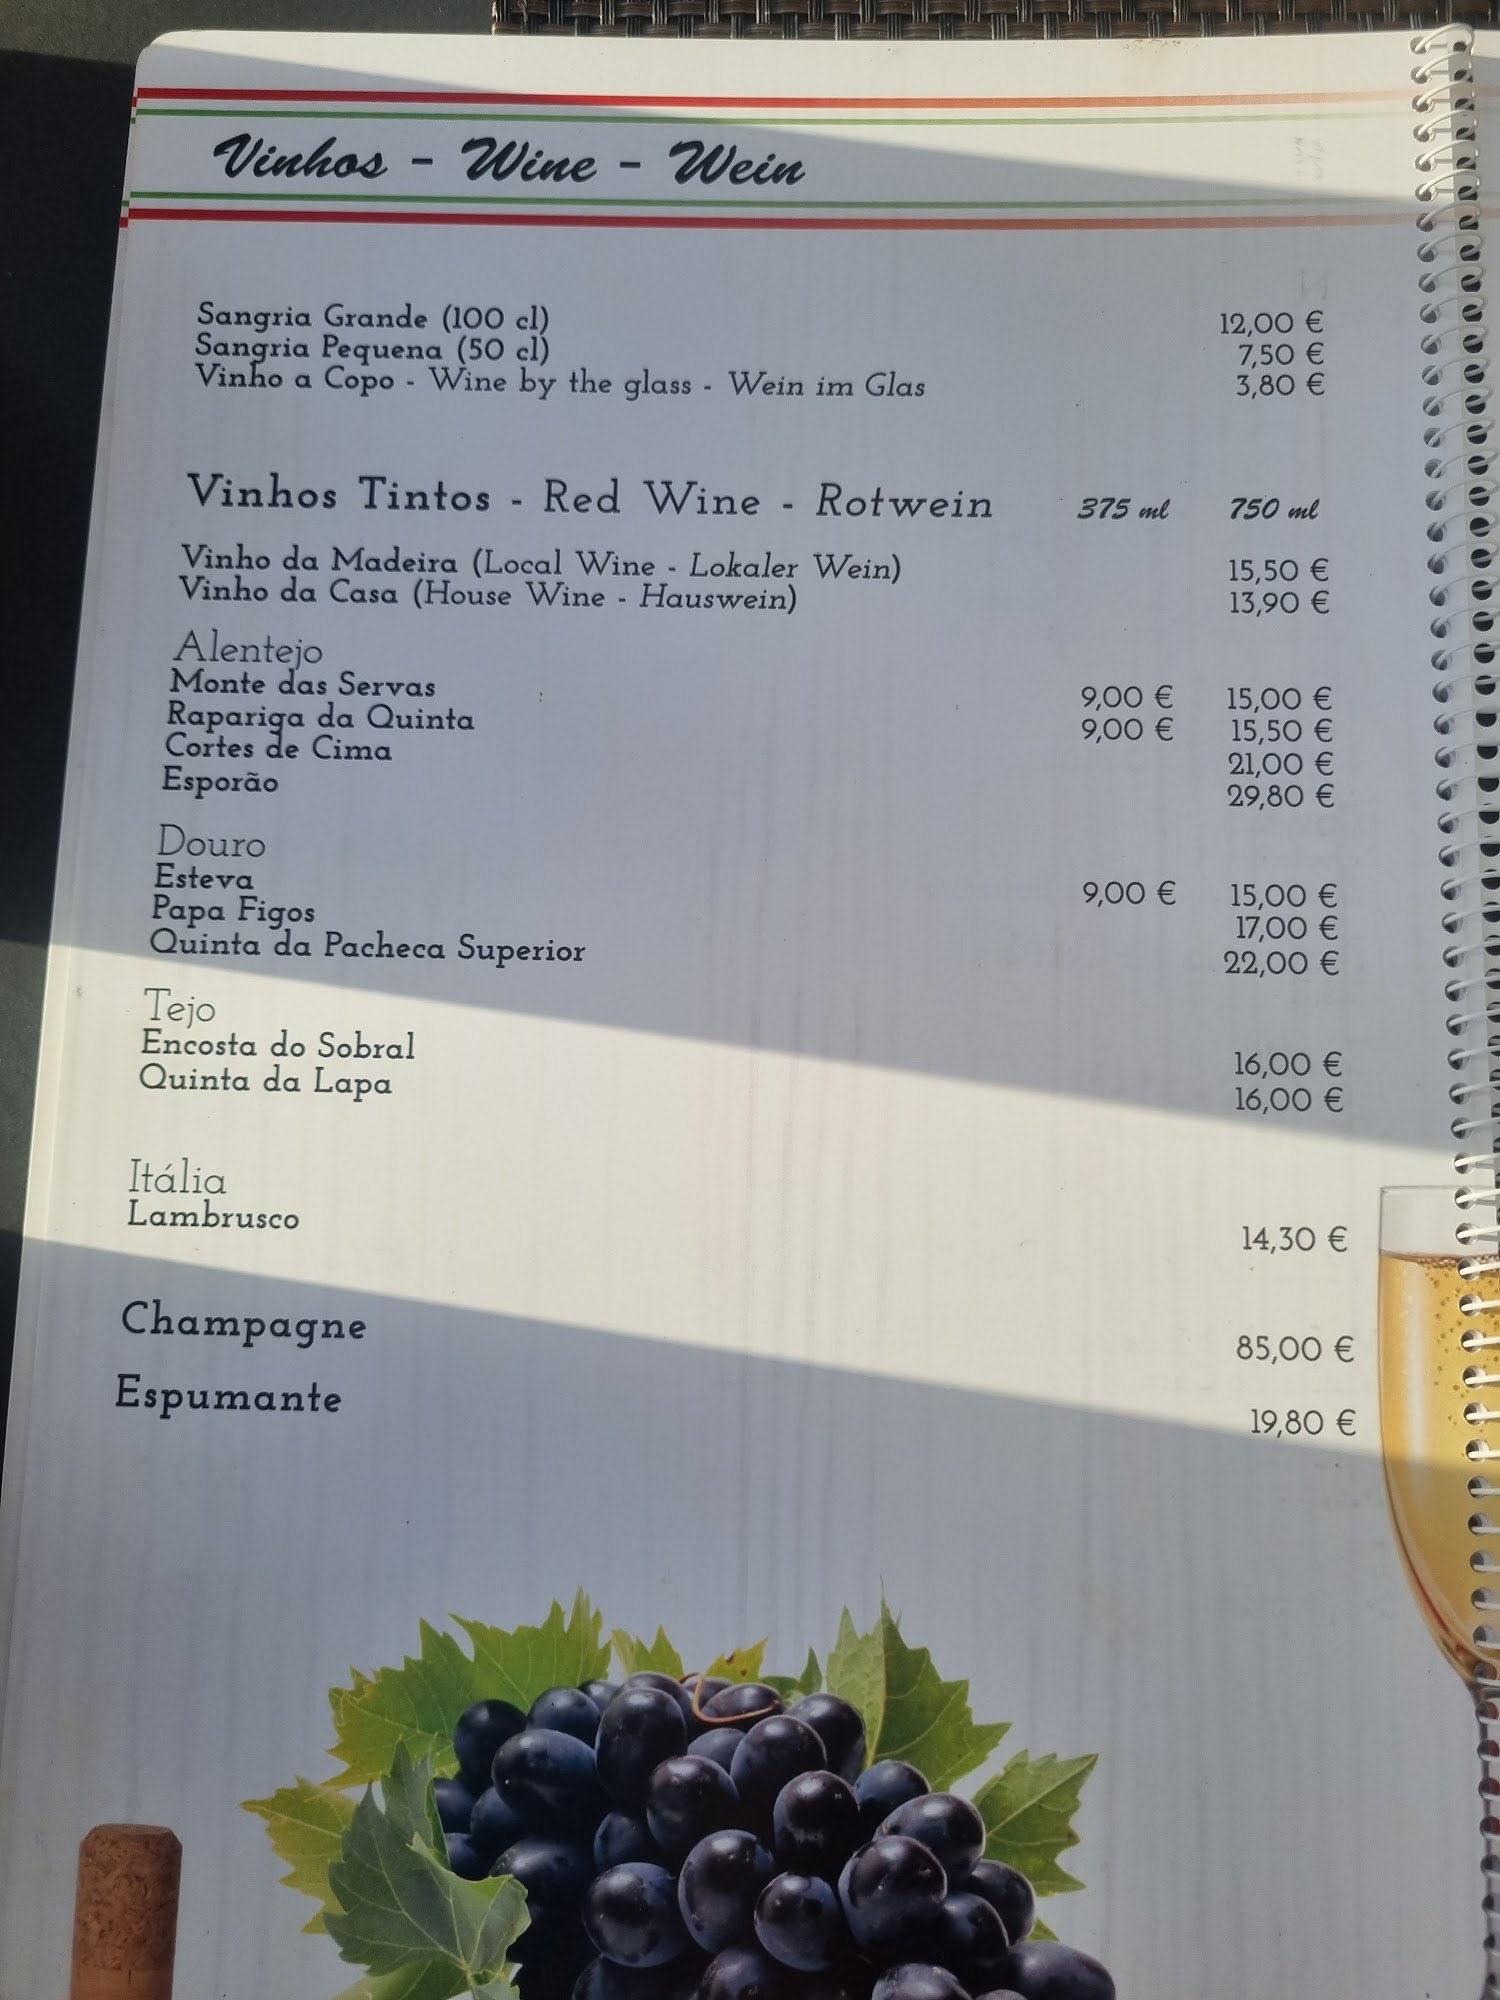 Vinhos - Wine - Wein
Sangria Grande (100 cl) 12,00 €
Sangria Pequena (50 cl) 7,50 €
Vinho a Copo - Wine by the glass - Wein im Glas 3,80 €
Vinhos Tintos - Red Wine - Rotwein 375 ml 750 ml
Vinho da Madeira (Local Wine - Lokaler Wein) 15,50 €
Vinho da Casa (House Wine - Hauswein) 13,90 €
Alentejo
Monte das Servas 9,00 € 15,00 €
Rapariga da Quinta 9,00 € 15,50 €
Cortes de Cima 21,00 €
Esporão 29,80 €
Douro
Esteva 9,00 € 15,00 €
Papa Figos 17,00 €
Quinta da Pacheca Superior 22,00 €
Tejo
Encosta do Sobral 16,00 €
Quinta da Lapa 16,00 €
Itália
Lambrusco 14,30 €
Champagne 85,00 €
Espumante 19,80 €